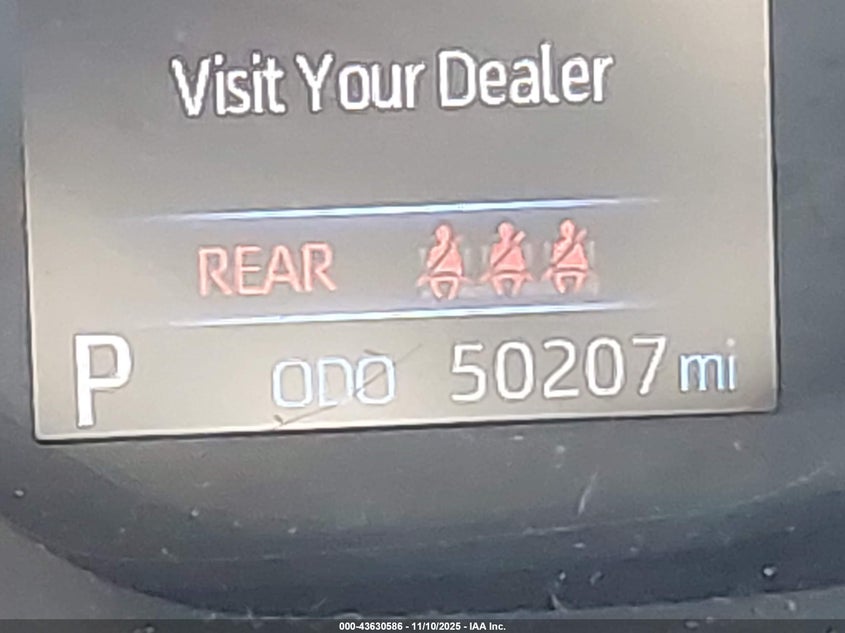 Visit Your Dealer
REAR
P ODO 50207 mi
000-43630586 - 11/10/2025 - IAA Inc.